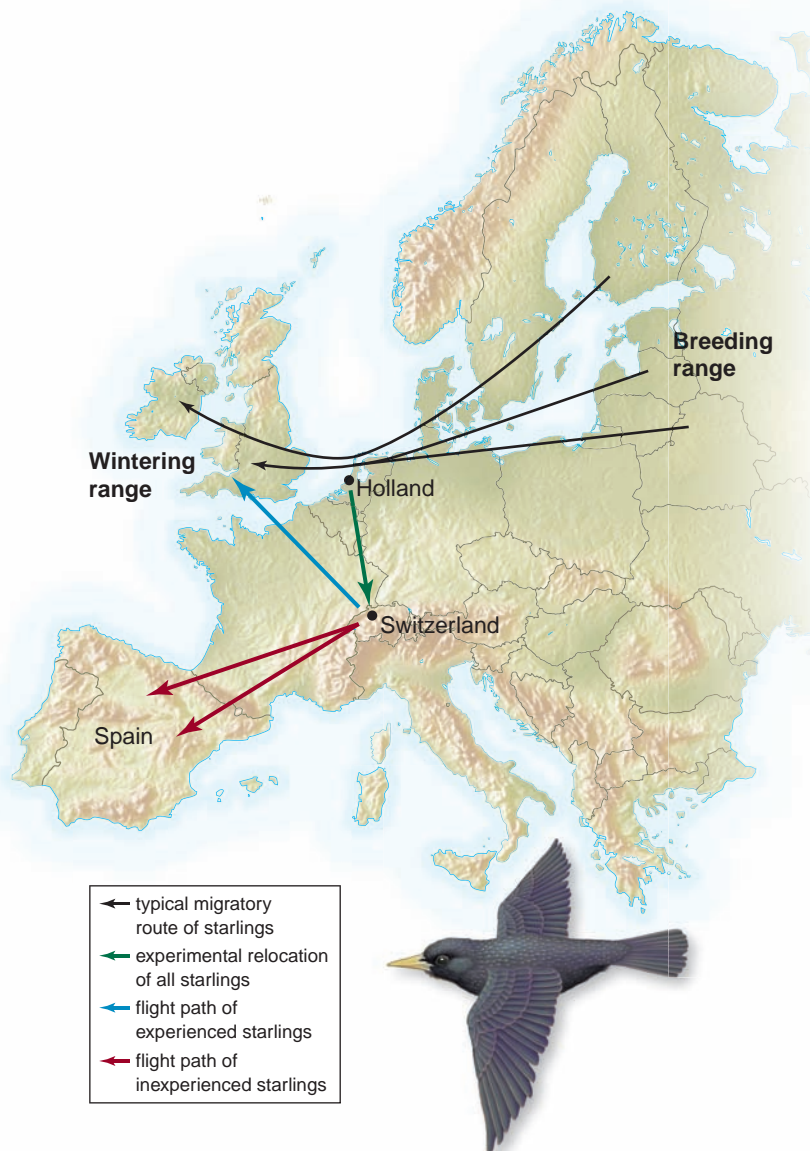 Breeding
range
Wintering
range
Holland
Switzerland
Spain
typical migratory
route of starlings
experimental relocation
of all starlings
flight path of
experienced starlings
flight path of
inexperienced starlings